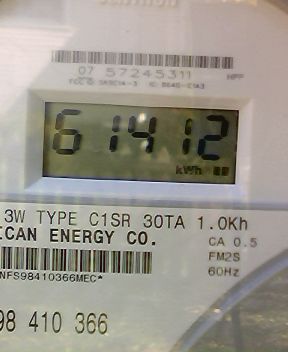 07 57245311
61412
kWh
3W TYPE C1SR 30TA 1.0Kh
ICAN ENERGY CO.
CA 0.5
FM2S
60Hz
NFS98410366MEC*
98 410 366